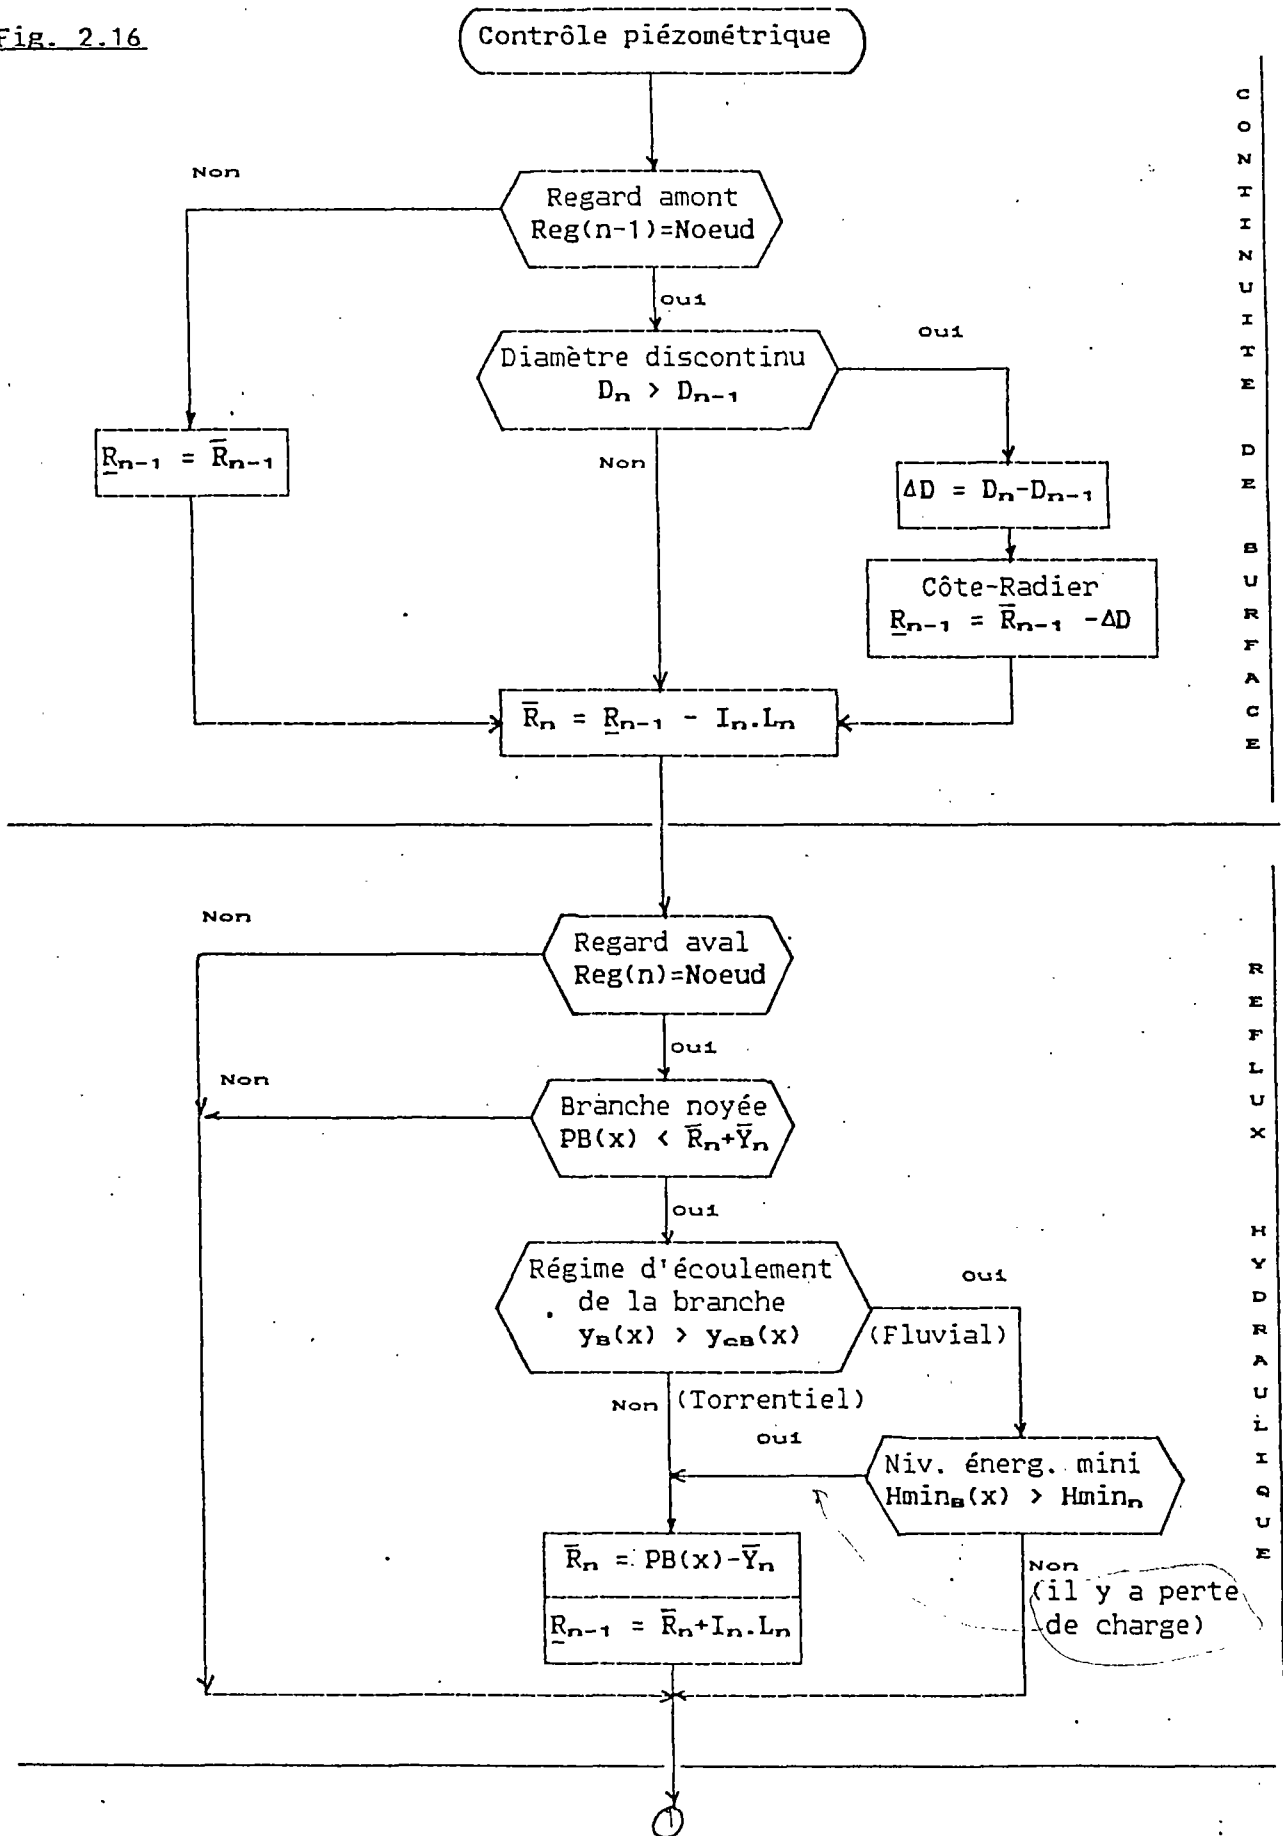 Fig. 2.16
Contrôle piézométrique
Non
Regard amont
Reg(n-1)=Noeud
oui
Diamètre discontinu
Dn > Dn-1
oui
Non
R̲n-1 = R̅n-1
ΔD = Dn-Dn-1
Côte-Radier
R̲n-1 = R̅n-1 -ΔD
R̅n = R̲n-1 - In.Ln
CONTINUITE DE SURFACE
Non
Regard aval
Reg(n)=Noeud
oui
Non
Branche noyée
PB(x) < R̅n+Y̅n
oui
Régime d'écoulement
de la branche
yB(x) > ycB(x)
oui
(Fluvial)
Non (Torrentiel)
oui
Niv. énerg. mini
HminB(x) > Hminn
R̅n = PB(x)-Y̅n
R̲n-1 = R̅n+In.Ln
Non
(il y a perte
de charge)
REFLUX HYDRAULIQUE
1